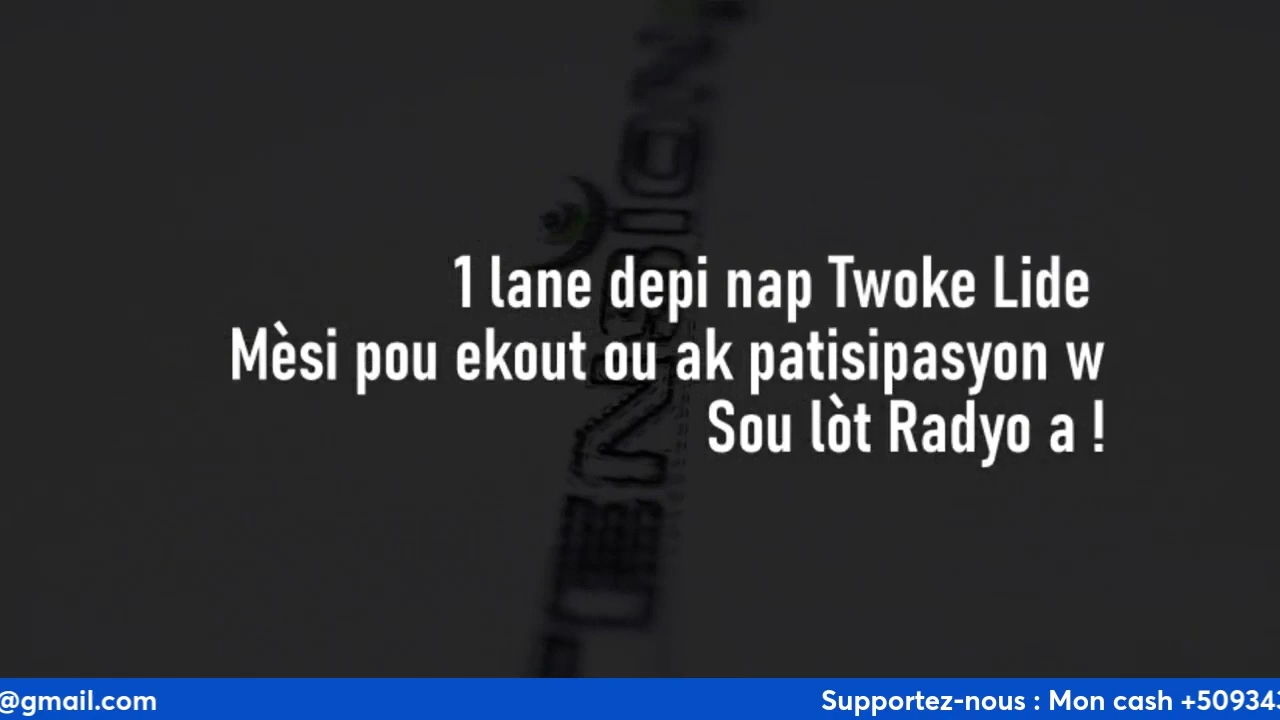 1 lane depi nap Twoke Lide
Mèsi pou ekout ou ak patisipasyon w
Sou lòt Radyo a !
@gmail.com
Supportez-nous : Mon cash +50934